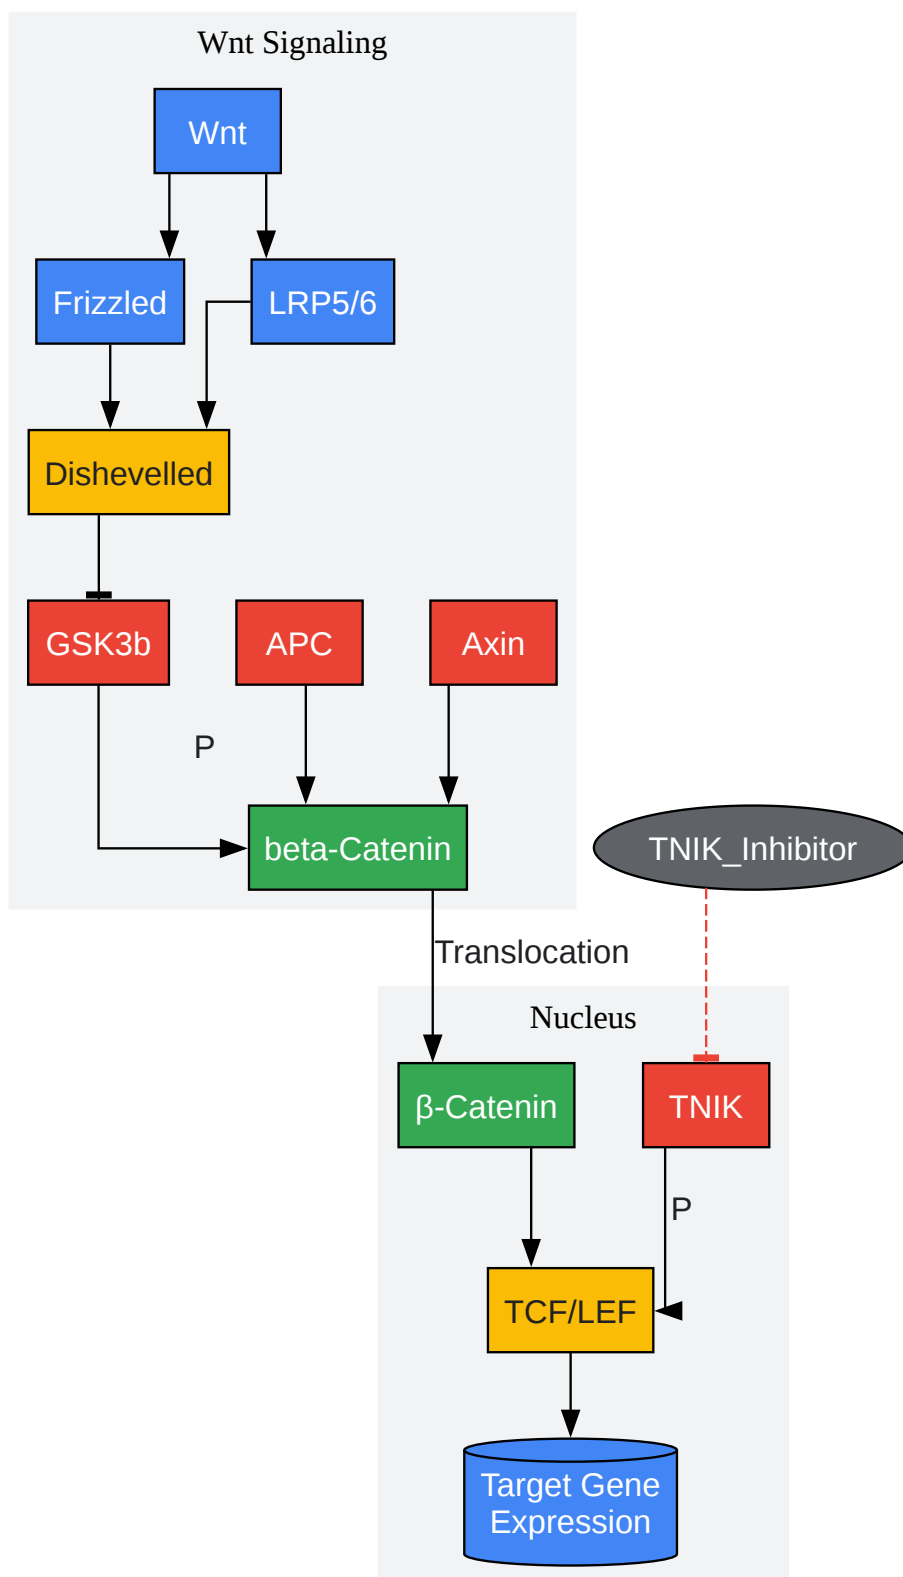 Wnt Signaling
Wnt
Frizzled
LRP5/6
Dishevelled
GSK3b
APC
Axin
P
beta-Catenin
TNIK_Inhibitor
Translocation
Nucleus
β-Catenin
TNIK
P
TCF/LEF
Target Gene
Expression